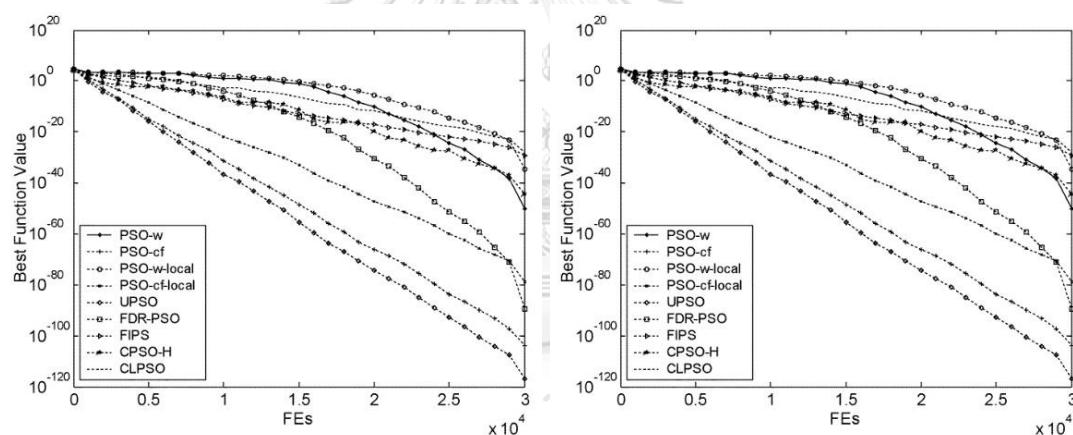 10^20
10^0
10^-20
10^-40
10^-60
10^-80
10^-100
10^-120
Best Function Value
PSO-w
PSO-cf
PSO-w-local
PSO-cf-local
UPSO
FDR-PSO
FIPS
CPSO-H
CLPSO
0 0.5 1 1.5 2 2.5 3
FEs
x 10^4
10^20
10^0
10^-20
10^-40
10^-60
10^-80
10^-100
10^-120
Best Function Value
PSO-w
PSO-cf
PSO-w-local
PSO-cf-local
UPSO
FDR-PSO
FIPS
CPSO-H
CLPSO
0 0.5 1 1.5 2 2.5 3
FEs
x 10^4